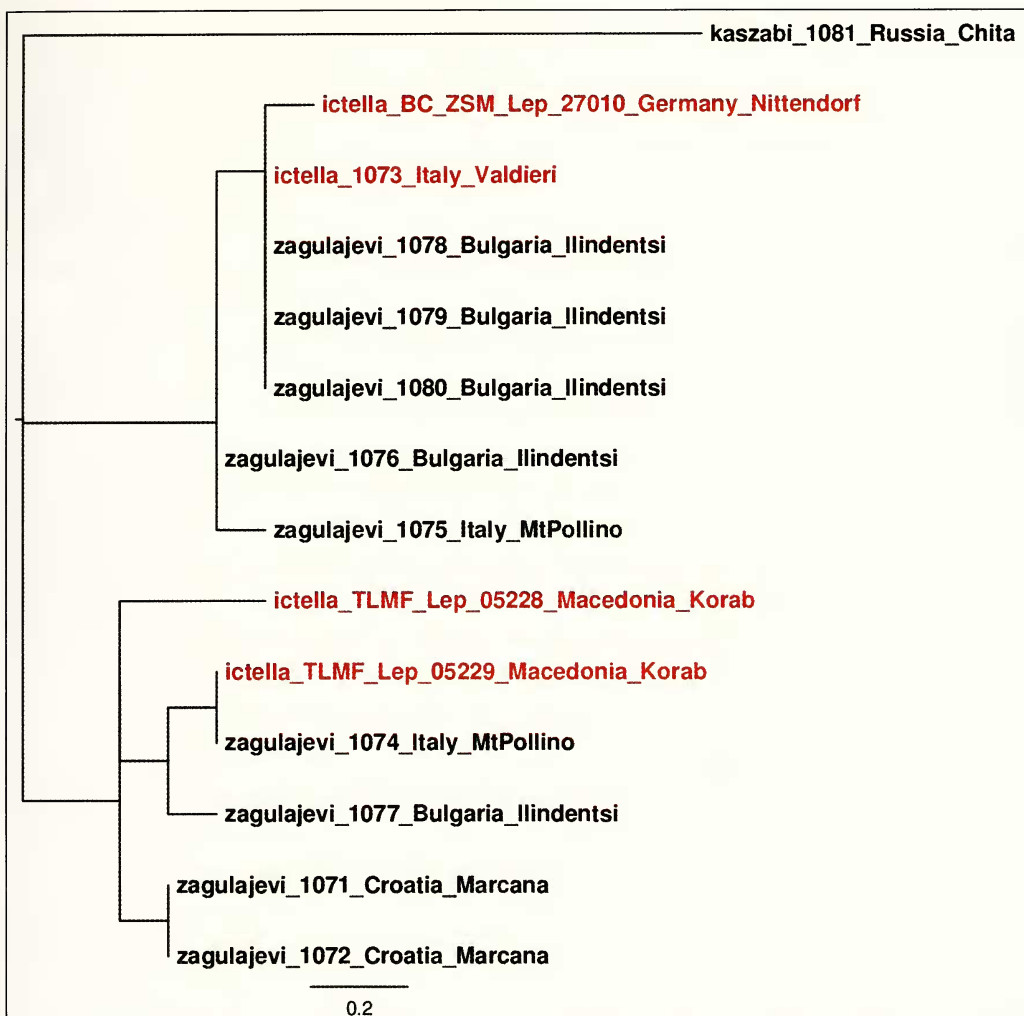 kaszabi_1081_Russia_Chita
ictella_BC_ZSM_Lep_27010_Germany_Nittendorf
ictella_1073_Italy_Valdieri
zagulajevi_1078_Bulgaria_Ilindentsi
zagulajevi_1079_Bulgaria_Ilindentsi
zagulajevi_1080_Bulgaria_Ilindentsi
zagulajevi_1076_Bulgaria_Ilindentsi
zagulajevi_1075_Italy_MtPollino
ictella_TLMF_Lep_05228_Macedonia_Korab
ictella_TLMF_Lep_05229_Macedonia_Korab
zagulajevi_1074_Italy_MtPollino
zagulajevi_1077_Bulgaria_Ilindentsi
zagulajevi_1071_Croatia_Marcana
zagulajevi_1072_Croatia_Marcana
0.2